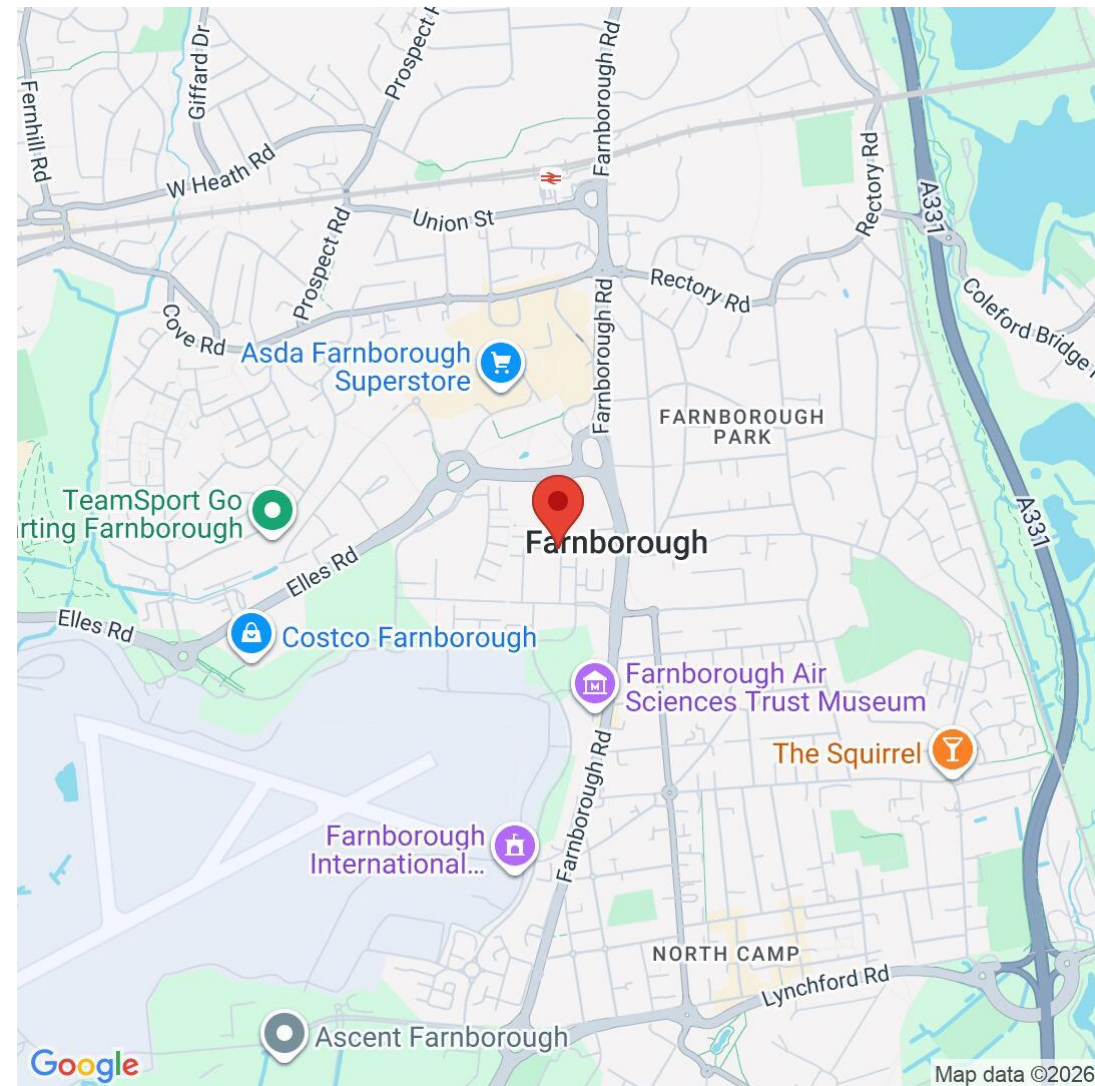 Giffard Dr
Prospect R
Farnborough Rd
Fernhill Rd
W Heath Rd
Union St
Rectory Rd
A331
Prospect Rd
Rectory Rd
Coleford Bridge
Cove Rd
Asda Farnborough
Superstore
Farnborough Rd
FARNBOROUGH
PARK
TeamSport Go
rting Farnborough
A331
Farnborough
Elles Rd
Elles Rd
Costco Farnborough
Farnborough Air
Sciences Trust Museum
The Squirrel
Farnborough Rd
Farnborough
International...
NORTH CAMP
Lynchford Rd
Ascent Farnborough
Google
Map data ©2026